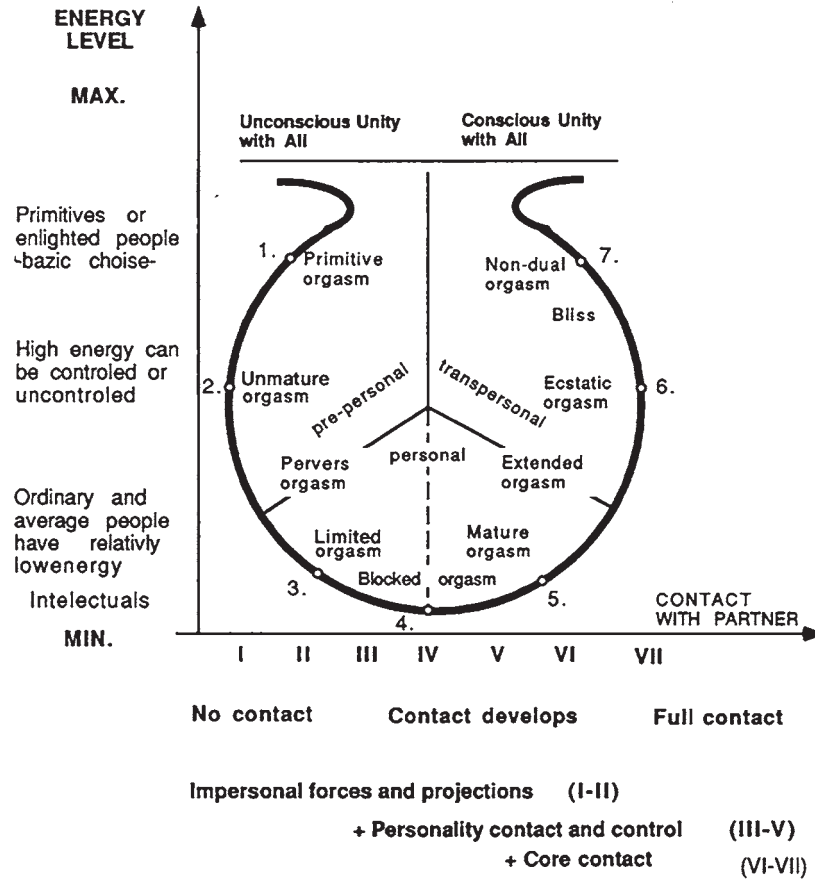 ENERGY
LEVEL
MAX.
Unconscious Unity
with All
Conscious Unity
with All
Primitives or
enlighted people
-bazic choise-
1.
Primitive
orgasm
7.
Non-dual
orgasm
Bliss
High energy can
be controled or
uncontroled
2.
Unmature
orgasm
pre-personal
transpersonal
Ecstatic
orgasm
6.
Pervers
orgasm
personal
Extended
orgasm
Ordinary and
average people
have relativly
lowenergy
Limited
orgasm
Mature
orgasm
3.
Blocked orgasm
5.
Intelectuals
4.
CONTACT
WITH PARTNER
MIN.
I II III IV V VI VII
No contact Contact develops Full contact
Impersonal forces and projections (I-II)
+ Personality contact and control (III-V)
+ Core contact (VI-VII)